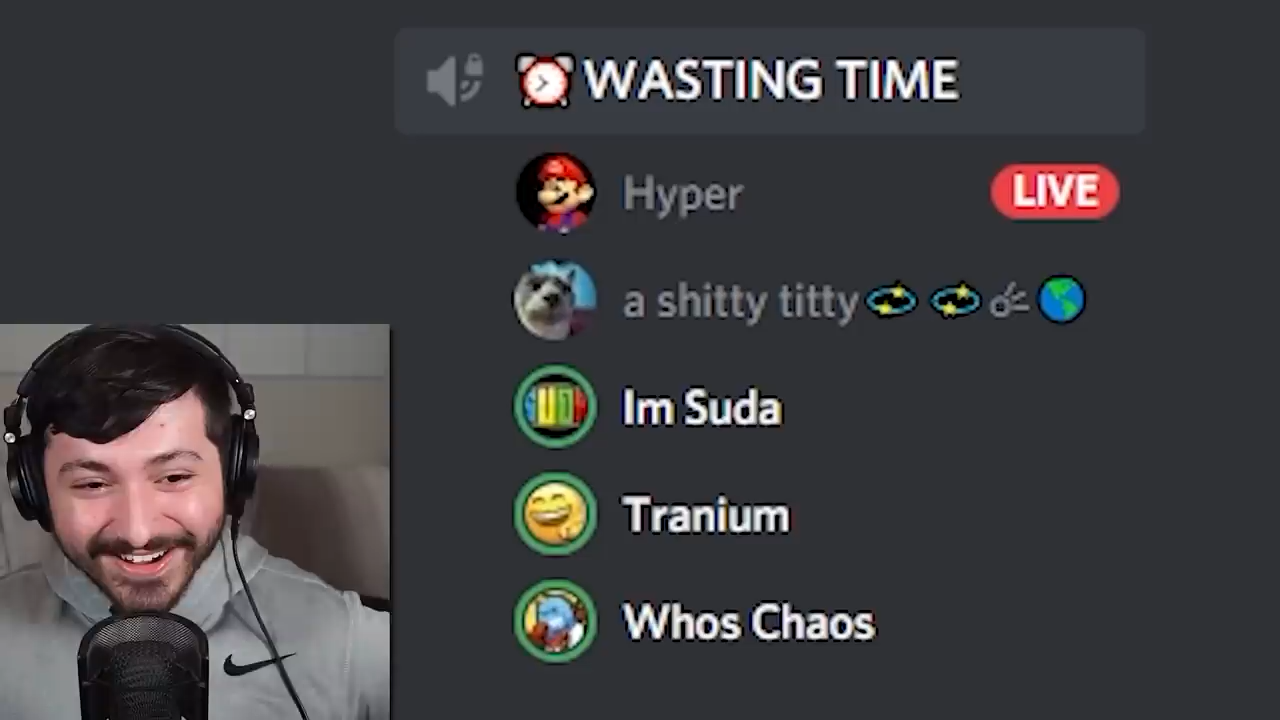 ⏰WASTING TIME
Hyper LIVE
a shitty titty
Im Suda
Tranium
Whos Chaos